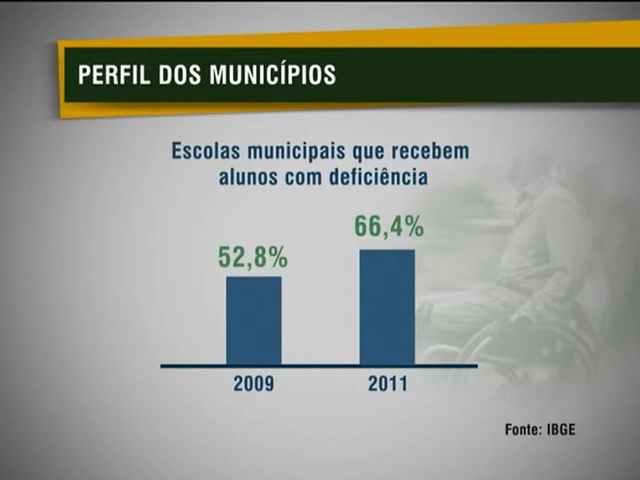 PERFIL DOS MUNICÍPIOS
Escolas municipais que recebem
alunos com deficiência
52,8%
66,4%
2009
2011
Fonte: IBGE